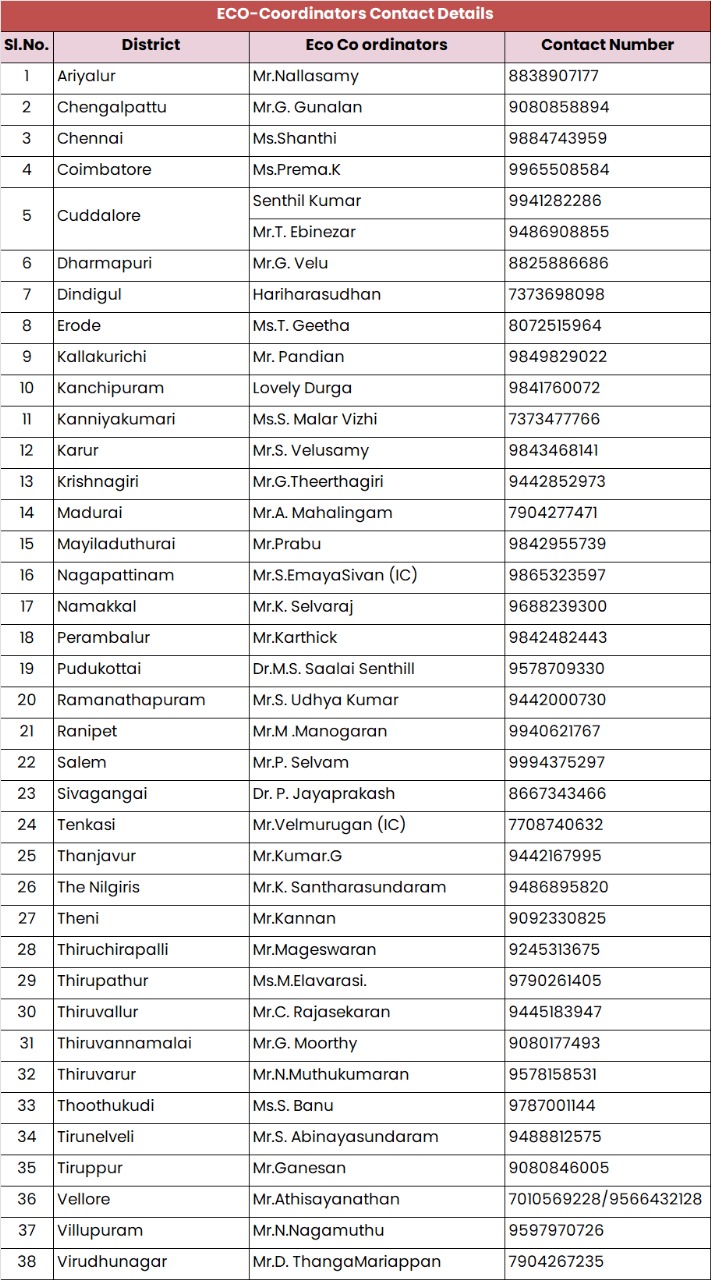 ECO-Coordinators Contact Details
Sl.No. District Eco Co ordinators Contact Number
1 Ariyalur Mr.Nallasamy 8838907177
2 Chengalpattu Mr.G. Gunalan 9080858894
3 Chennai Ms.Shanthi 9884743959
4 Coimbatore Ms.Prema.K 9965508584
5 Cuddalore Senthil Kumar 9941282286
Mr.T. Ebinezar 9486908855
6 Dharmapuri Mr.G. Velu 8825886686
7 Dindigul Hariharasudhan 7373698098
8 Erode Ms.T. Geetha 8072515964
9 Kallakurichi Mr. Pandian 9849829022
10 Kanchipuram Lovely Durga 9841760072
11 Kanniyakumari Ms.S. Malar Vizhi 7373477766
12 Karur Mr.S. Velusamy 9843468141
13 Krishnagiri Mr.G.Theerthagiri 9442852973
14 Madurai Mr.A. Mahalingam 7904277471
15 Mayiladuthurai Mr.Prabu 9842955739
16 Nagapattinam Mr.S.EmayaSivan (IC) 9865323597
17 Namakkal Mr.K. Selvaraj 9688239300
18 Perambalur Mr.Karthick 9842482443
19 Pudukottai Dr.M.S. Saalai Senthill 9578709330
20 Ramanathapuram Mr.S. Udhya Kumar 9442000730
21 Ranipet Mr.M .Manogaran 9940621767
22 Salem Mr.P. Selvam 9994375297
23 Sivagangai Dr. P. Jayaprakash 8667343466
24 Tenkasi Mr.Velmurugan (IC) 7708740632
25 Thanjavur Mr.Kumar.G 9442167995
26 The Nilgiris Mr.K. Santharasundaram 9486895820
27 Theni Mr.Kannan 9092330825
28 Thiruchirapalli Mr.Mageswaran 9245313675
29 Thirupathur Ms.M.Elavarasi. 9790261405
30 Thiruvallur Mr.C. Rajasekaran 9445183947
31 Thiruvannamalai Mr.G. Moorthy 9080177493
32 Thiruvarur Mr.N.Muthukumaran 9578158531
33 Thoothukudi Ms.S. Banu 9787001144
34 Tirunelveli Mr.S. Abinayasundaram 9488812575
35 Tiruppur Mr.Ganesan 9080846005
36 Vellore Mr.Athisayanathan 7010569228/9566432128
37 Villupuram Mr.N.Nagamuthu 9597970726
38 Virudhunagar Mr.D. ThangaMariappan 7904267235